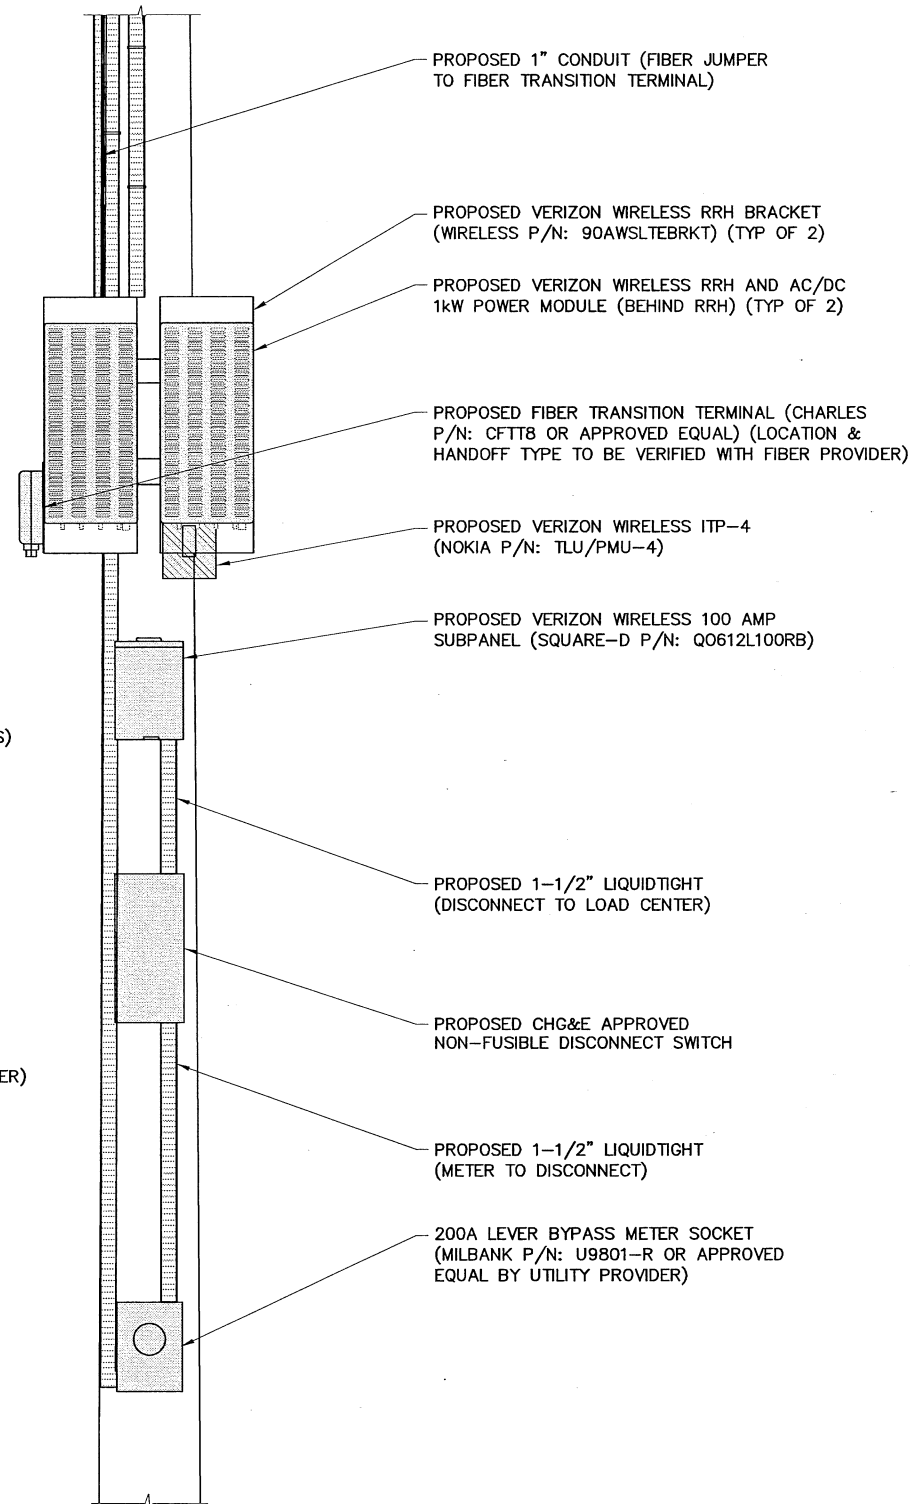 PROPOSED 1" CONDUIT (FIBER JUMPER
TO FIBER TRANSITION TERMINAL)
PROPOSED VERIZON WIRELESS RRH BRACKET
(WIRELESS P/N: 90AWSLTEBRKT) (TYP OF 2)
PROPOSED VERIZON WIRELESS RRH AND AC/DC
1kW POWER MODULE (BEHIND RRH) (TYP OF 2)
PROPOSED FIBER TRANSITION TERMINAL (CHARLES
P/N: CFTT8 OR APPROVED EQUAL) (LOCATION &
HANDOFF TYPE TO BE VERIFIED WITH FIBER PROVIDER)
PROPOSED VERIZON WIRELESS ITP-4
(NOKIA P/N: TLU/PMU-4)
PROPOSED VERIZON WIRELESS 100 AMP
SUBPANEL (SQUARE-D P/N: QO612L100RB)
S)
PROPOSED 1-1/2" LIQUIDTIGHT
(DISCONNECT TO LOAD CENTER)
PROPOSED CHG&E APPROVED
NON-FUSIBLE DISCONNECT SWITCH
ER)
PROPOSED 1-1/2" LIQUIDTIGHT
(METER TO DISCONNECT)
200A LEVER BYPASS METER SOCKET
(MILBANK P/N: U9801-R OR APPROVED
EQUAL BY UTILITY PROVIDER)